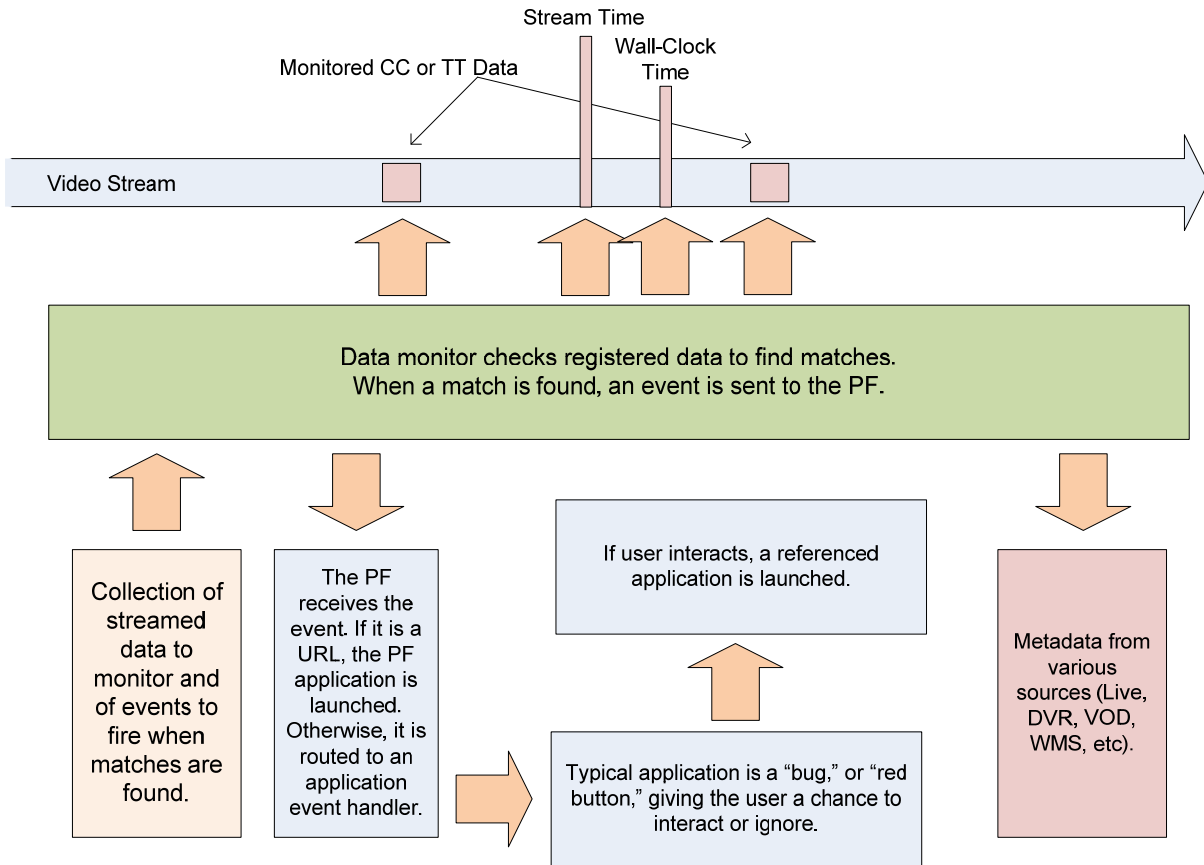 Stream Time
Wall-Clock
Time
Monitored CC or TT Data
Video Stream
Data monitor checks registered data to find matches.
When a match is found, an event is sent to the PF.
Collection of
streamed
data to
monitor and
of events to
fire when
matches are
found.
The PF
receives the
event. If it is a
URL, the PF
application is
launched.
Otherwise, it is
routed to an
application
event handler.
If user interacts, a referenced
application is launched.
Typical application is a “bug,” or “red
button,” giving the user a chance to
interact or ignore.
Metadata from
various
sources (Live,
DVR, VOD,
WMS, etc).